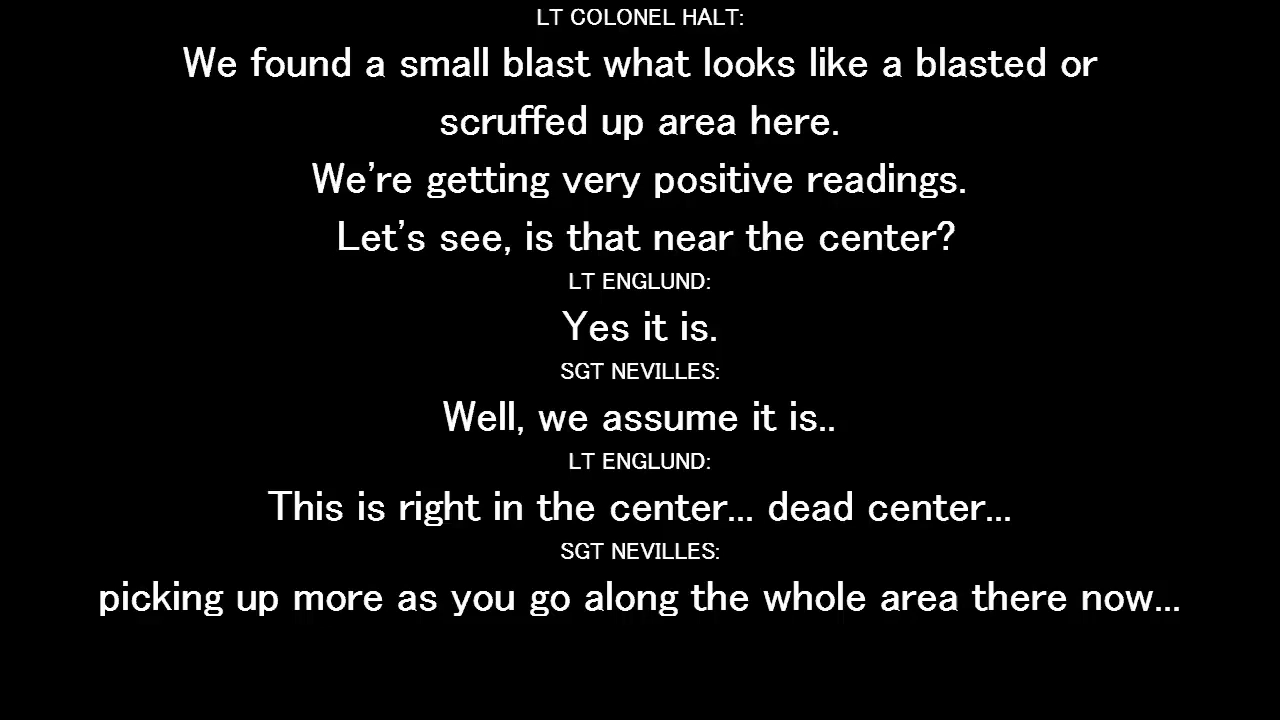 LT COLONEL HALT:
We found a small blast what looks like a blasted or
scruffed up area here.
We're getting very positive readings.
Let's see, is that near the center?
LT ENGLUND:
Yes it is.
SGT NEVILLES:
Well, we assume it is..
LT ENGLUND:
This is right in the center... dead center...
SGT NEVILLES:
picking up more as you go along the whole area there now...